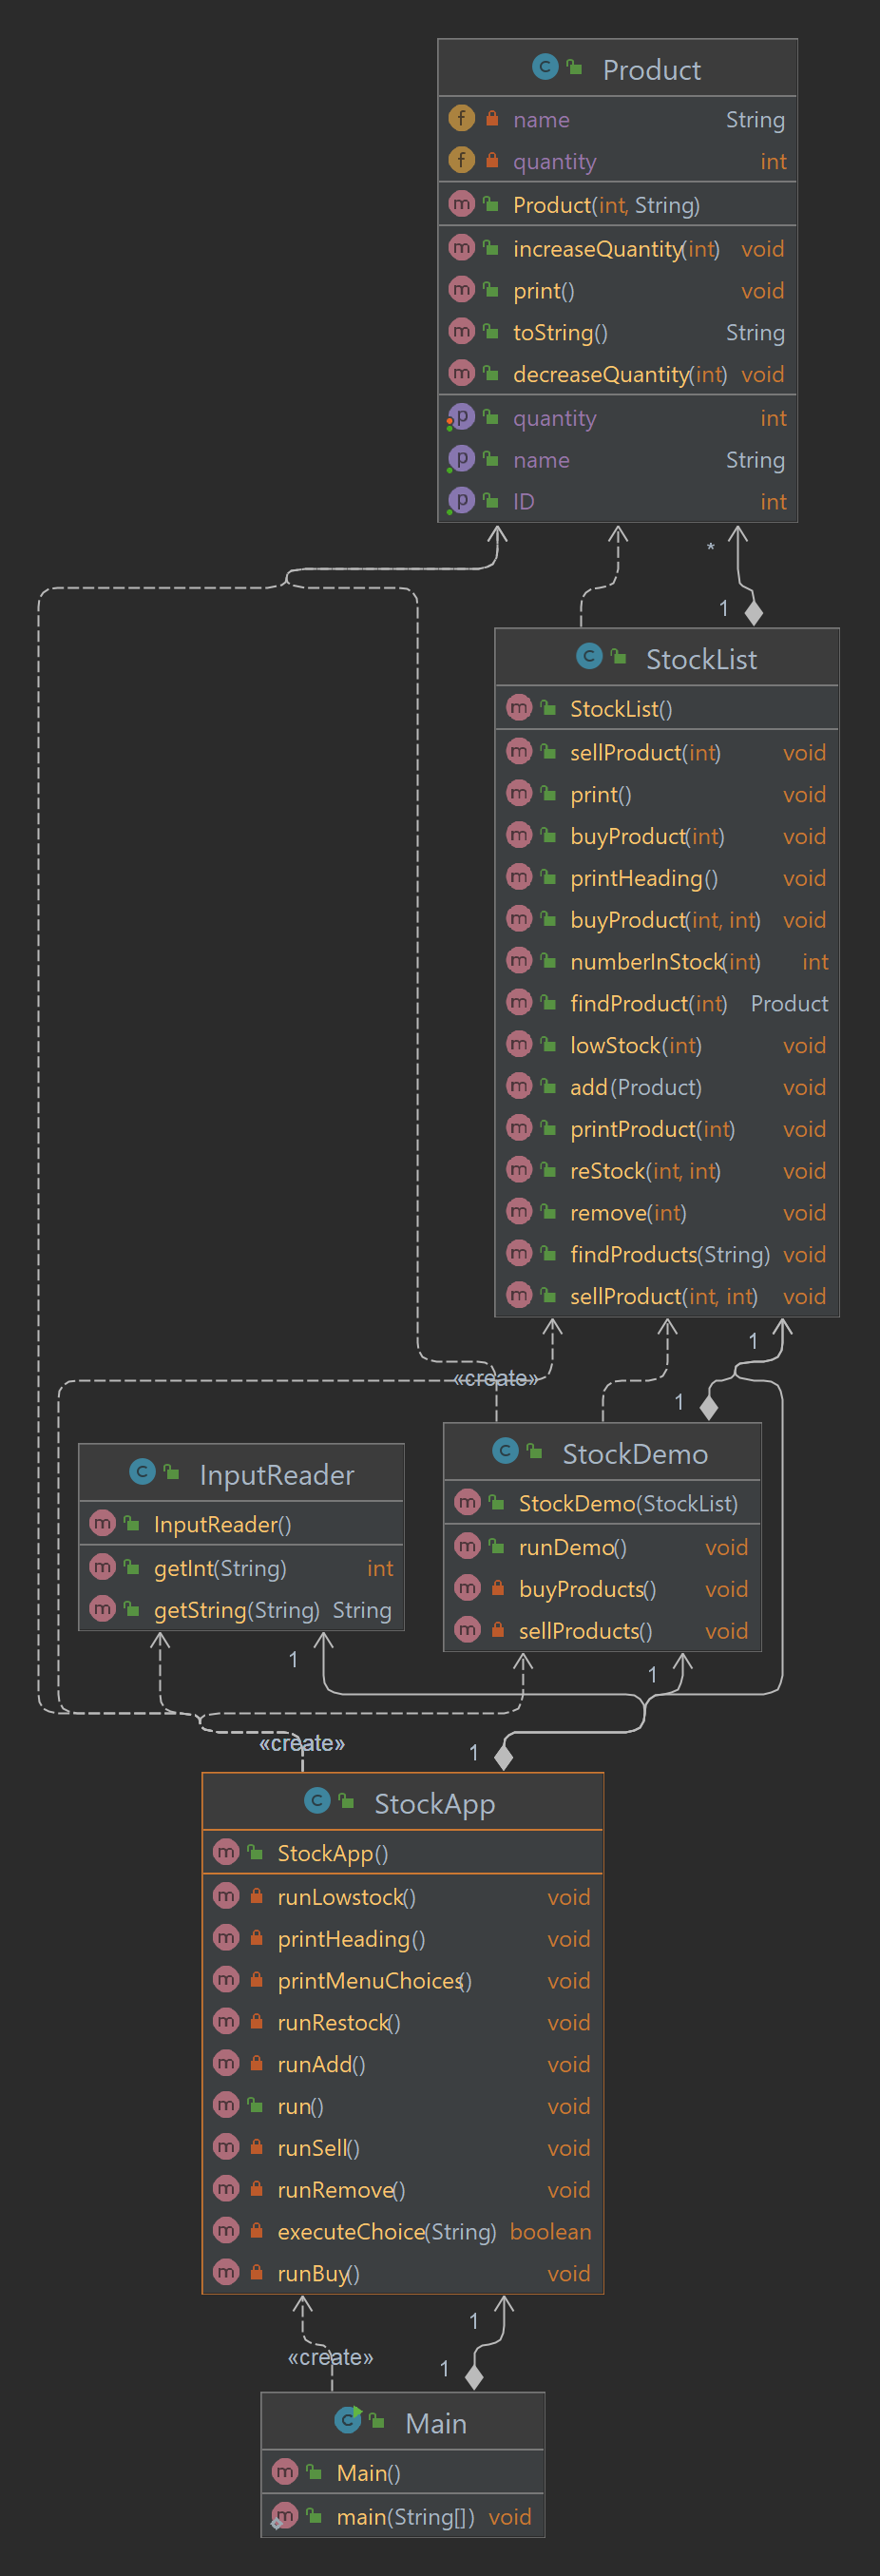 Product
name String
quantity int
Product(int, String)
increaseQuantity(int) void
print() void
toString() String
decreaseQuantity(int) void
quantity int
name String
ID int
*
1
StockList
StockList()
sellProduct(int) void
print() void
buyProduct(int) void
printHeading() void
buyProduct(int, int) void
numberInStock(int) int
findProduct(int) Product
lowStock(int) void
add(Product) void
printProduct(int) void
reStock(int, int) void
remove(int) void
findProducts(String) void
sellProduct(int, int) void
1
«create»
1
StockDemo
StockDemo(StockList)
runDemo() void
buyProducts() void
sellProducts() void
InputReader
InputReader()
getInt(String) int
getString(String) String
1
1
«create»
1
StockApp
StockApp()
runLowstock() void
printHeading() void
printMenuChoices() void
runRestock() void
runAdd() void
run() void
runSell() void
runRemove() void
executeChoice(String) boolean
runBuy() void
1
«create»
1
Main
Main()
main(String[]) void